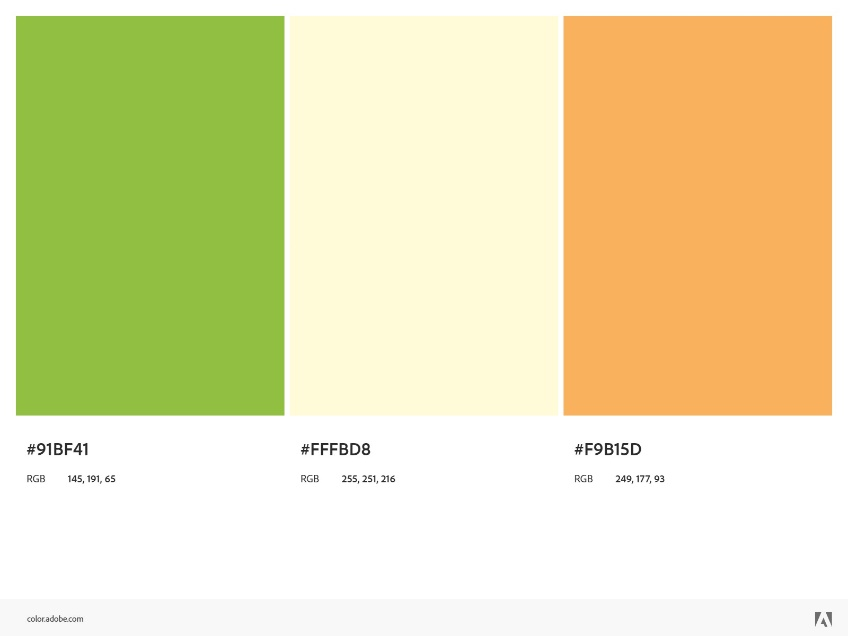 #91BF41 #FFFBD8 #F9B15D
RGB 145, 191, 65 RGB 255, 251, 216 RGB 249, 177, 93
color.adobe.com